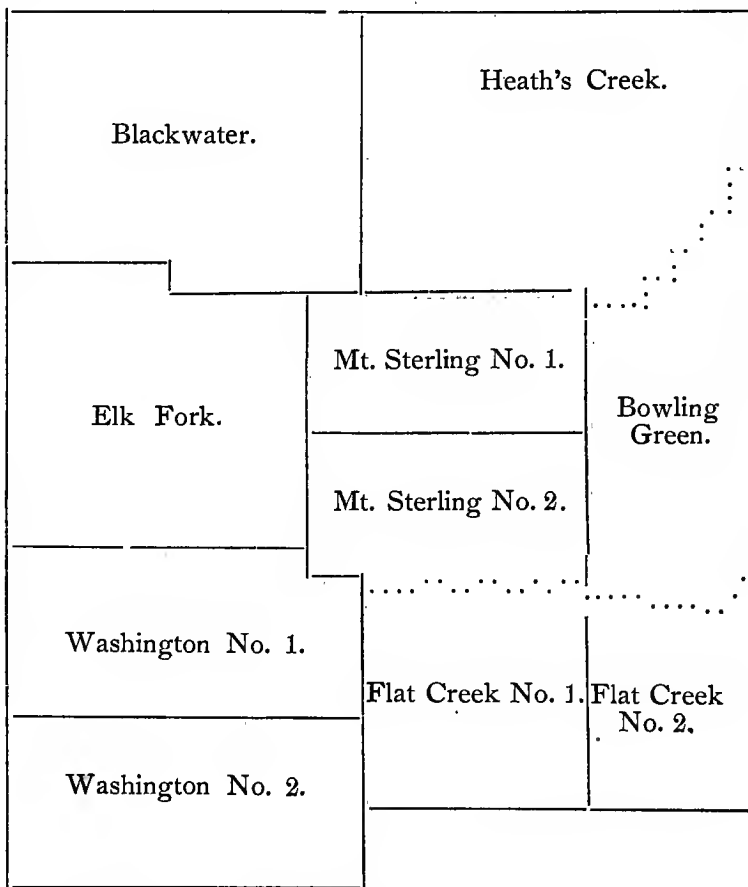 Heath's Creek.
Blackwater.
Mt. Sterling No. 1.
Elk Fork.
Bowling
Green.
Mt. Sterling No. 2.
Washington No. 1.
Flat Creek No. 1.
Flat Creek
No. 2.
Washington No. 2.